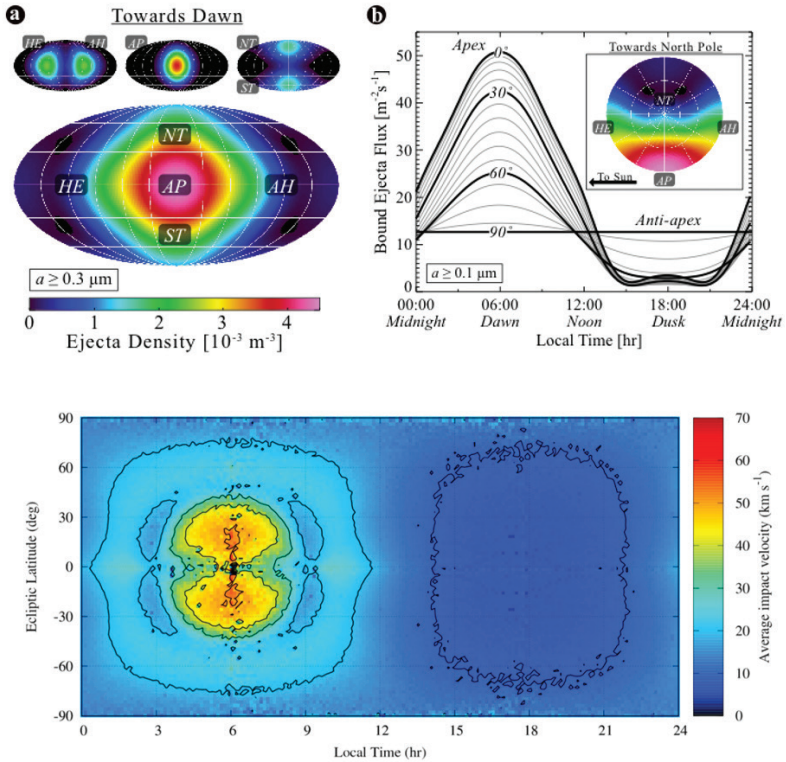 a
Towards Dawn
HE AH AP NT
ST
NT
HE AP AH
ST
a ≥ 0.3 µm
0 1 2 3 4
Ejecta Density [10⁻³ m⁻³]
b
Bound Ejecta Flux [m⁻²s⁻¹]
50
40
30
20
10
0
Apex
0°
30°
60°
90°
Anti-apex
a ≥ 0.1 µm
Towards North Pole
NT
HE AH
AP
To Sun
00:00 06:00 12:00 18:00 24:00
Midnight Dawn Noon Dusk Midnight
Local Time [hr]
Ecliptic Latitude (deg)
90
60
30
0
-30
-60
-90
0 3 6 9 12 15 18 21 24
Local Time (hr)
70
60
50
40
30
20
10
0
Average impact velocity (km s⁻¹)